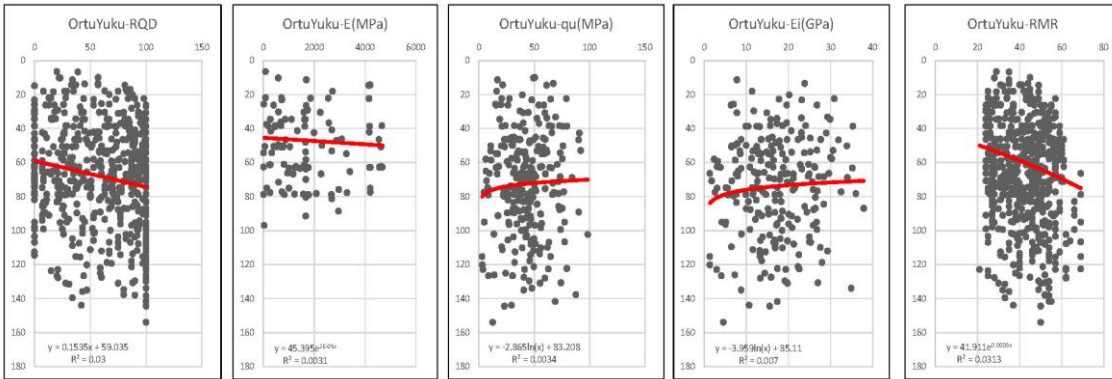 OrtuYuku-RQD
0 50 100 150
0
20
40
60
80
100
120
140
160
180
y = 0.1535x + 59.035
R² = 0.03
OrtuYuku-E(MPa)
0 2000 4000 6000
0
20
40
60
80
100
120
140
160
180
y = 45.395e
R² = 0.0031
OrtuYuku-qu(MPa)
0 50 100 150
0
20
40
60
80
100
120
140
160
180
y = -2.865ln(x) + 83.208
R² = 0.0034
OrtuYuku-Ei(GPa)
0 10 20 30 40
0
20
40
60
80
100
120
140
160
180
y = -3.959ln(x) + 85.11
R² = 0.007
OrtuYuku-RMR
0 20 40 60 80
0
20
40
60
80
100
120
140
160
180
y = 41.911e
R² = 0.0313